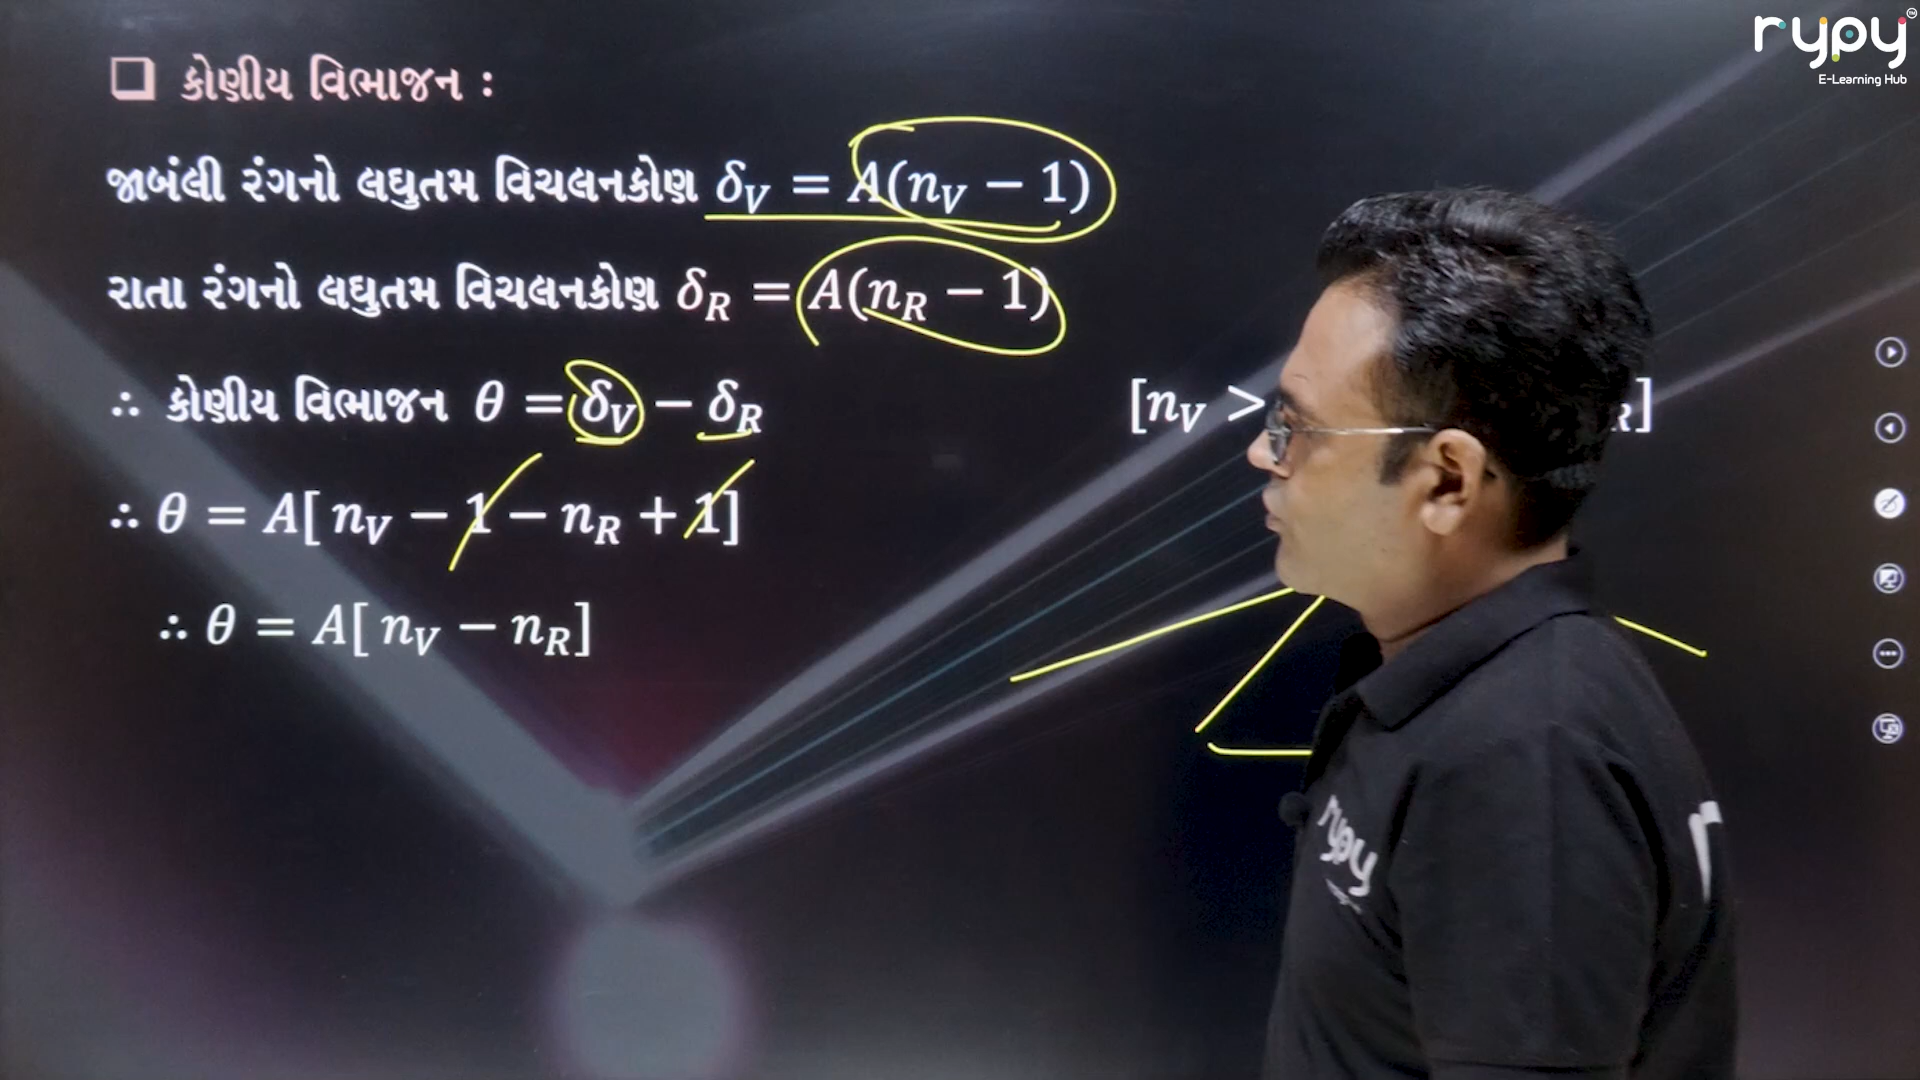 rypy
E-Learning Hub
❑ કોણીય વિભાજન :
જાબંલી રંગનો લઘુતમ વિચલનકોણ δ_V = A(n_V − 1)
રાતા રંગનો લઘુતમ વિચલનકોણ δ_R = A(n_R − 1)
∴ કોણીય વિભાજન θ = δ_V − δ_R [n_V > R]
∴ θ = A[ n_V − 1 − n_R + 1]
∴ θ = A[ n_V − n_R]
rypy